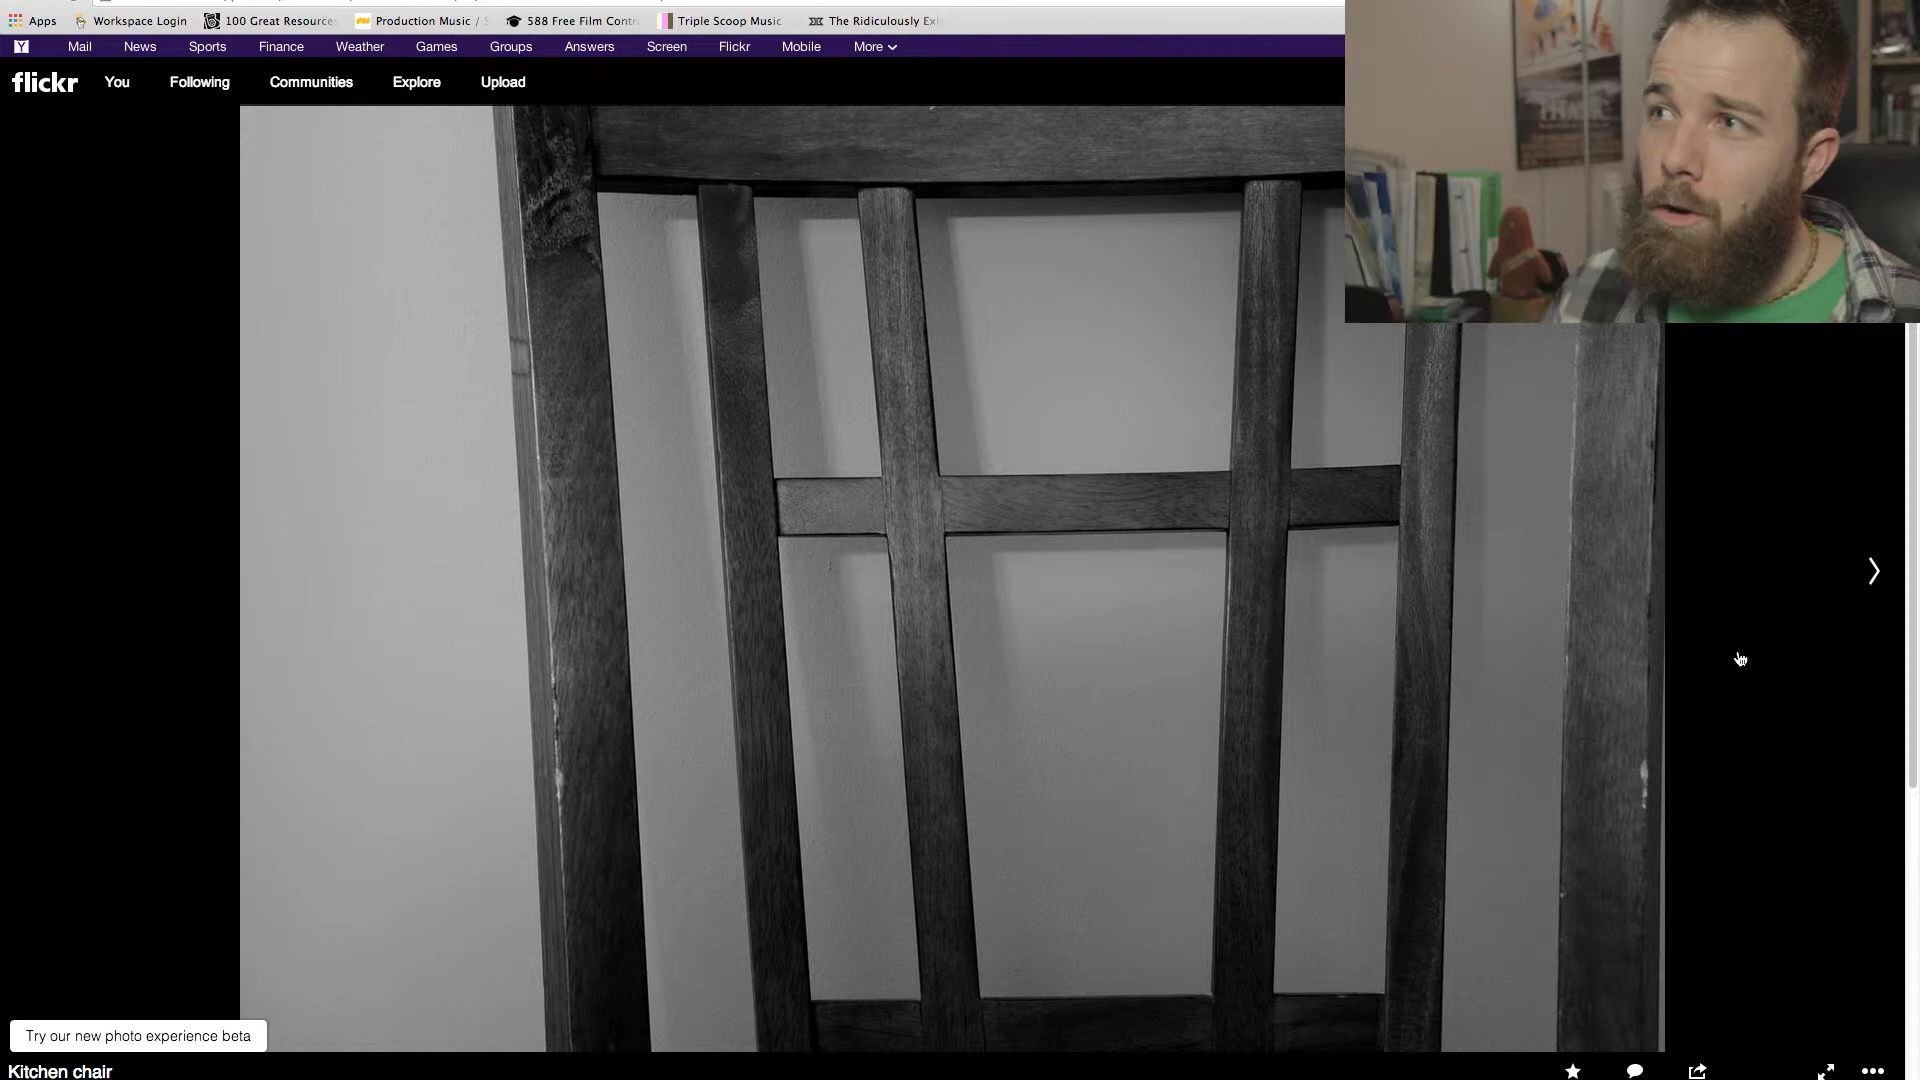 Apps Workspace Login 100 Great Resources Production Music / 588 Free Film Contr Triple Scoop Music The Ridiculously Ex
Y Mail News Sports Finance Weather Games Groups Answers Screen Flickr Mobile More
flickr You Following Communities Explore Upload
Try our new photo experience beta
Kitchen chair